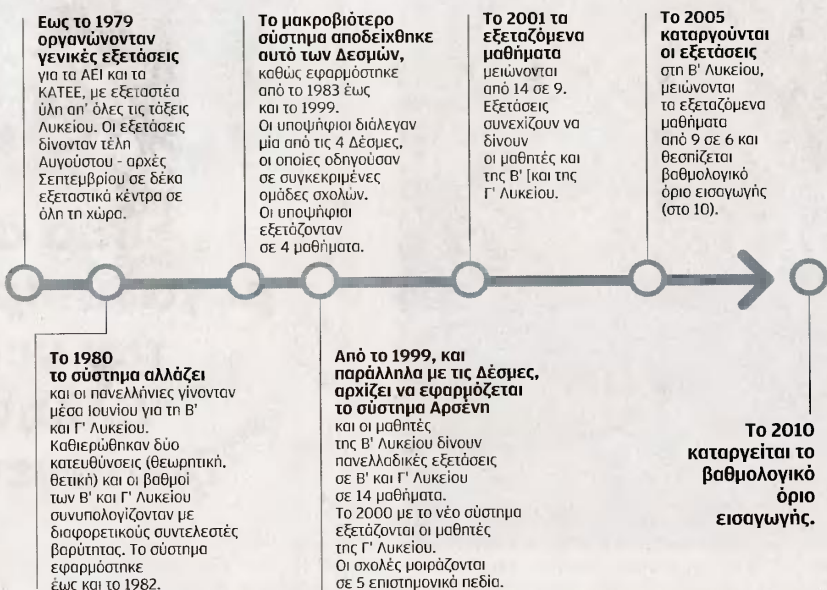 Εως το 1979
οργανώνονταν
γενικές εξετάσεις
για τα ΑΕΙ και τα
ΚΑΤΕΕ, με εξεταστέα
ύλη απ' όλες τις τάξεις
Λυκείου. Οι εξετάσεις
δίνονταν τέλη
Αυγούστου - αρχές
Σεπτεμβρίου σε δέκα
εξεταστικά κέντρα σε
όλη τη χώρα.
Το 1980
το σύστημα αλλάζει
και οι πανελλήνιες γίνονταν
μέσα Ιουνίου για τη Β'
και Γ' Λυκείου.
Καθιερώθηκαν δύο
κατευθύνσεις (θεωρητική,
θετική) και οι βαθμοί
των Β' και Γ' Λυκείου
συνυπολογίζονταν με
διαφορετικούς συντελεστές
βαρύτητας. Το σύστημα
εφαρμόστηκε
έως και το 1982.
Το μακροβιότερο
σύστημα αποδείχθηκε
αυτό των Δεσμών,
καθώς εφαρμόστηκε
από το 1983 έως
και το 1999.
Οι υποψήφιοι διάλεγαν
μία από τις 4 Δέσμες,
οι οποίες οδηγούσαν
σε συγκεκριμένες
ομάδες σχολών.
Οι υποψήφιοι
εξετάζονταν
σε 4 μαθήματα.
Από το 1999, και
παράλληλα με τις Δέσμες,
αρχίζει να εφαρμόζεται
το σύστημα Αρσένη
και οι μαθητές
της Β' Λυκείου δίνουν
πανελλαδικές εξετάσεις
σε Β' και Γ' Λυκείου
σε 14 μαθήματα.
Το 2000 με το νέο σύστημα
εξετάζονται οι μαθητές
της Γ' Λυκείου.
Οι σχολές μοιράζονται
σε 5 επιστημονικά πεδία.
Το 2001 τα
εξεταζόμενα
μαθήματα
μειώνονται
από 14 σε 9.
Εξετάσεις
συνεχίζουν να
δίνουν
οι μαθητές και
της Β' [και της
Γ' Λυκείου.
Το 2005
καταργούνται
οι εξετάσεις
στη Β' Λυκείου,
μειώνονται
τα εξεταζόμενα
μαθήματα
από 9 σε 6 και
θεσπίζεται
βαθμολογικό
όριο εισαγωγής
(στο 10).
Το 2010
καταργείται το
βαθμολογικό
όριο
εισαγωγής.